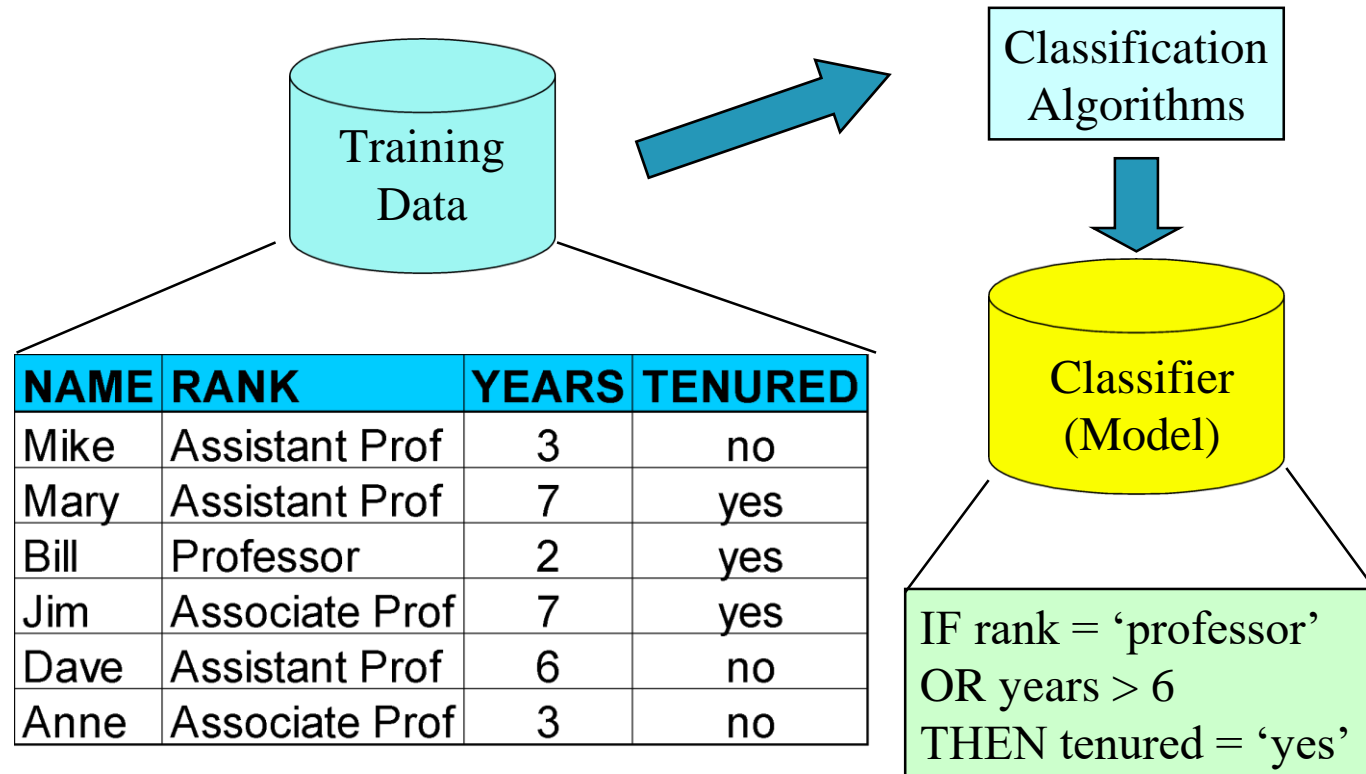 Training
Data
Classification
Algorithms
Classifier
(Model)
NAME RANK YEARS TENURED
Mike Assistant Prof 3 no
Mary Assistant Prof 7 yes
Bill Professor 2 yes
Jim Associate Prof 7 yes
Dave Assistant Prof 6 no
Anne Associate Prof 3 no
IF rank = ‘professor’
OR years > 6
THEN tenured = ‘yes’